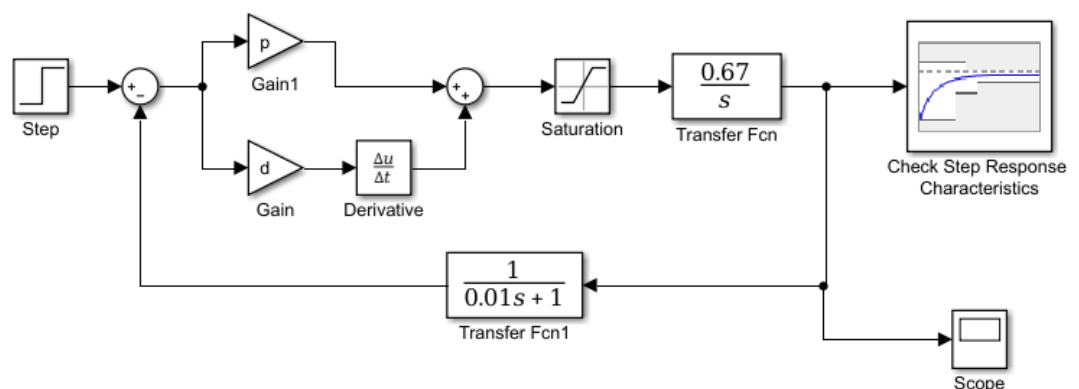 Step
+
−
p
Gain1
d
Gain
Δu
Δt
Derivative
+
+
Saturation
0.67
s
Transfer Fcn
Check Step Response
Characteristics
1
0.01s + 1
Transfer Fcn1
Scope